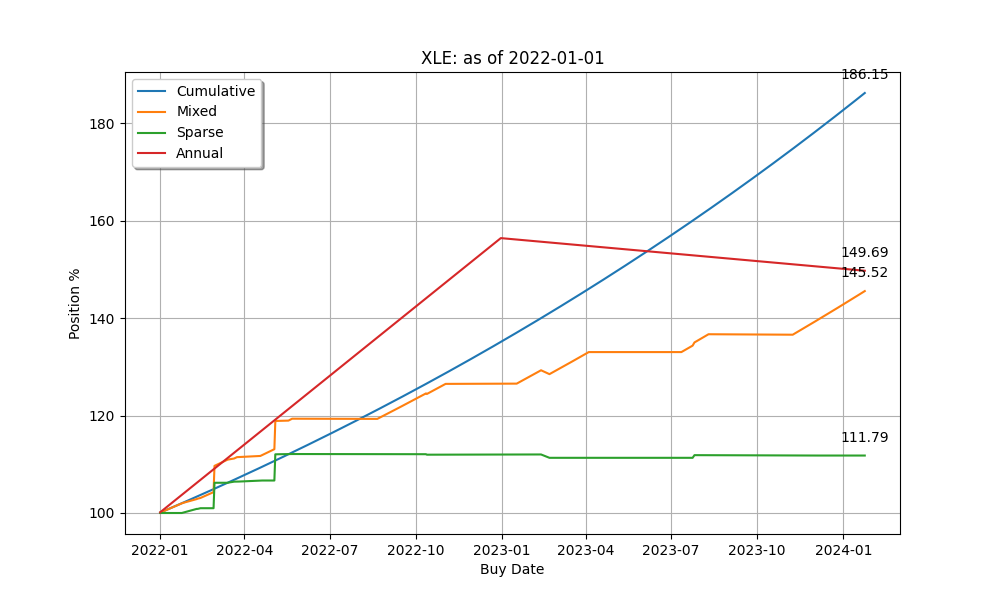 XLE: as of 2022-01-01
Cumulative
Mixed
Sparse
Annual
186.15
149.69
145.52
111.79
180
160
140
120
100
Position %
2022-01 2022-04 2022-07 2022-10 2023-01 2023-04 2023-07 2023-10 2024-01
Buy Date